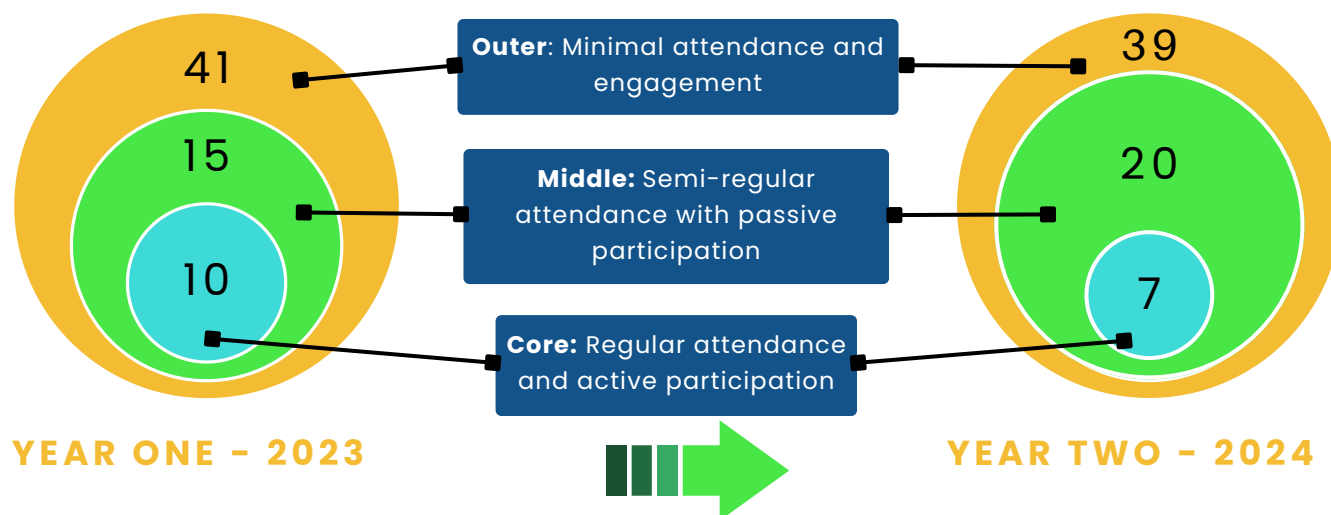 41
15
10
Outer: Minimal attendance and
engagement
Middle: Semi-regular
attendance with passive
participation
Core: Regular attendance
and active participation
39
20
7
YEAR ONE - 2023
YEAR TWO - 2024